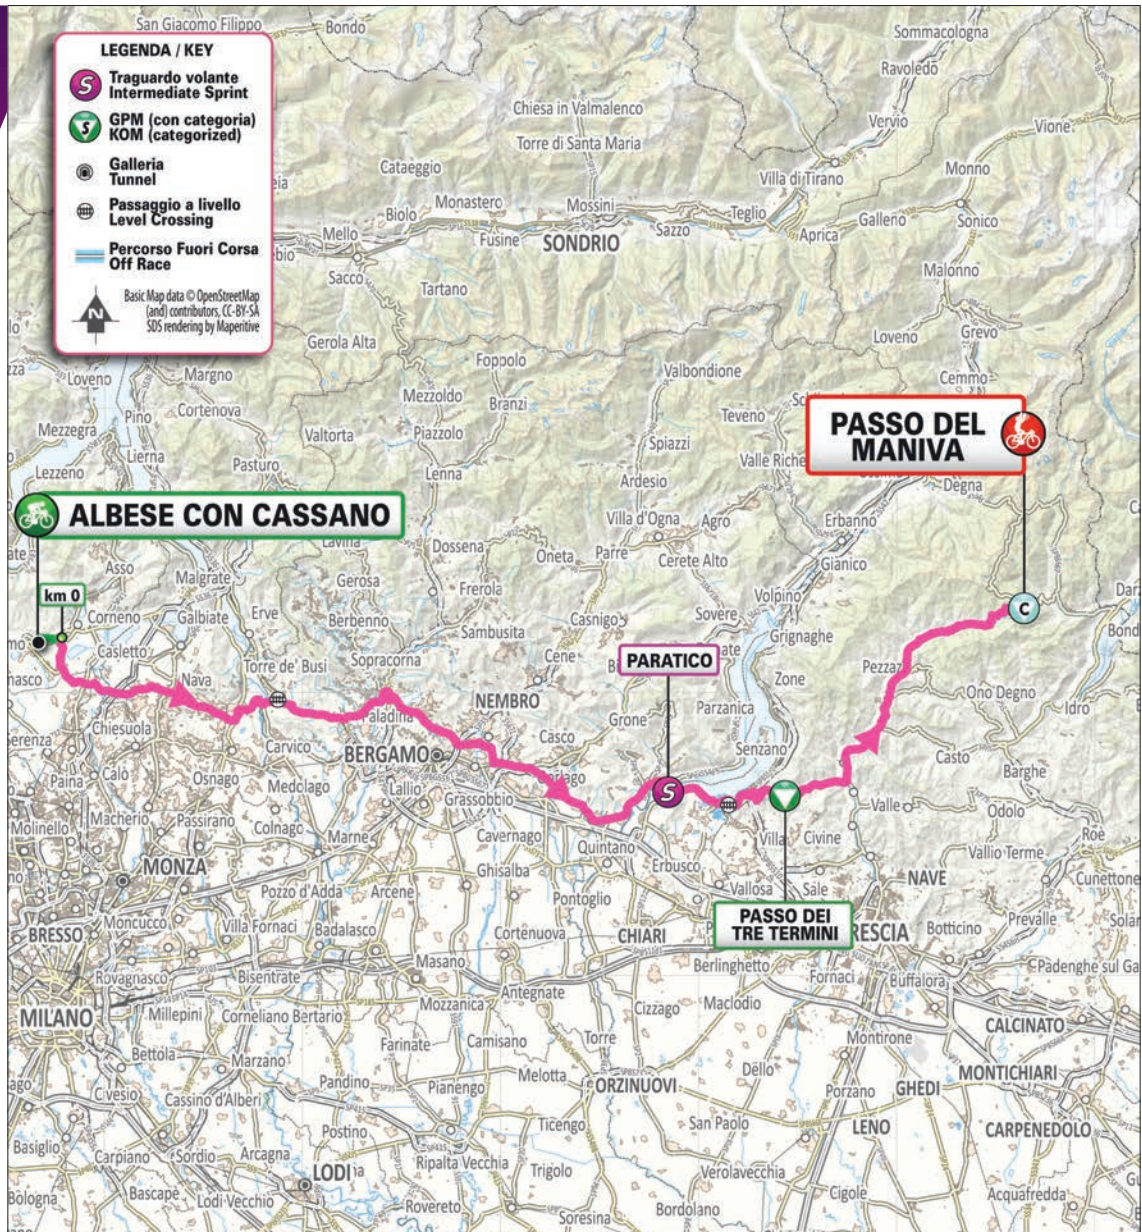 San Giacomo Filippo
Bondo
Sommacologna
Ravoledo
LEGENDA / KEY
S
Traguardo volante
Intermediate Sprint
S
GPM (con categoria)
KOM (categorized)
Galleria
Tunnel
Passaggio a livello
Level Crossing
Percorso Fuori Corsa
Off Race
N
Basic Map data © OpenStreetMap
(and) contributors, CC-BY-SA
SDS rendering by Maperitive
Chiesa in Valmalenco
Torre di Santa Maria
Vervio
Vione
Cataeggio
Villa di Tirano
Monno
Monastero
Biolo
Mossini
Teglio
Galleno
Sonico
Mello
Fusine
SONDRIO
Sazzo
Aprica
Sacco
Tartano
Malonno
Gerola Alta
Loveno
Grevo
Foppolo
Valbondione
Cemmo
Loveno
Margno
Mezzoldo
Branzi
Teveno
Cortenova
Pino
Mezzegra
Valtorta
Piazzolo
Spiazzi
PASSO DEL
MANIVA
Lierna
Lezzeno
Pasturo
Lenna
Valle Riche
Ardesio
Degna
ALBESE CON CASSANO
Villa d'Ogna
Agro
Erbanno
Asso
Lavina
Dossena
Oneta
Parre
Cerete Alto
Gianico
Malgrate
Gerosa
Frerola
km 0
Corneno
Galbiate
Erve
Berbenno
Volpino
C
Casnigo
Sovere
Casletto
Sambusita
Grignaghe
Torre de' Busi
Sopracorna
Cene
PARATICO
Pezzaz
Nava
NEMBRO
Zone
Ono Degno
Parzanica
Idro
Chiesuola
Grone
Carvico
BERGAMO
Casco
Senzano
Casto
Paina
Calò
Osnago
Medolago
Lallio
S
Barghe
Macherio
Passirano
Grassobbio
Valle
Odolo
Molinello
Colnago
Marne
Cavernago
Villa
Civine
Roè
Quintano
Vallio Terme
MONZA
Ghisalba
Erbusco
NAVE
Cunettone
Pozzo d'Adda
Arcene
Pontoglio
Vallosa
Sale
Moncucco
PASSO DEI
TRE TERMINI
Prevalle
BRESSO
Villa Fornaci
Badalasco
Cortenuova
CHIARI
RESCIA
Botticino
Rovagnasco
Bisentrate
Masano
Berlinghetto
Padenghe sul Ga
Antegnate
Fornaci
Buffalora
MILANO
Millepini
Corneliano Bertario
Mozzanica
Cizzago
Maclodio
CALCINATO
Bettola
Marzano
Farinate
Camisano
Torre
Montirone
Dello
MONTICHIARI
Civesio
Pandino
Pianengo
Melotta
ORZINUOVI
GHEDI
Cassino d'Alberi
Porzano
Postino
Ticengo
San Paolo
LENO
CARPENEDOLO
Basiglio
Carpiano
Sordio
Arcagna
LODI
Ripalta Vecchia
Trigolo
Verolavecchia
Bologna
Bascapè
Lodi Vecchio
Rovereto
Soresina
Bordolano
Cigole
Acquafredda